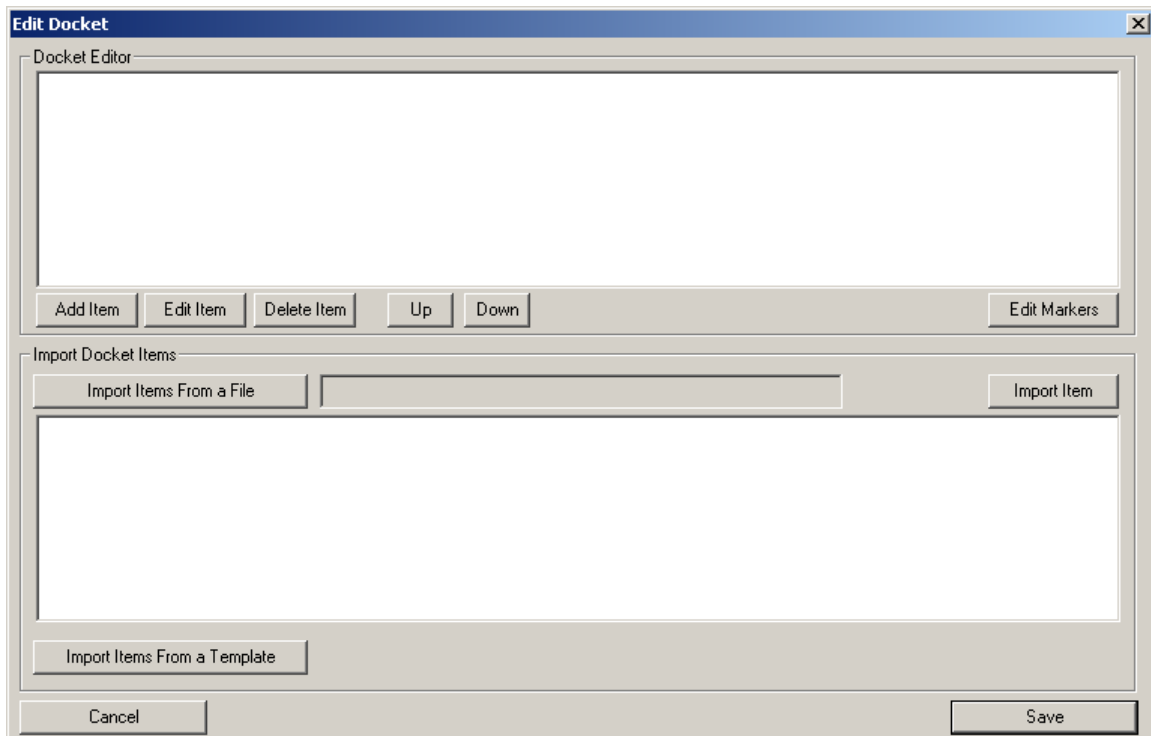 Edit Docket
Docket Editor
Add Item Edit Item Delete Item Up Down Edit Markers
Import Docket Items
Import Items From a File Import Item
Import Items From a Template
Cancel Save